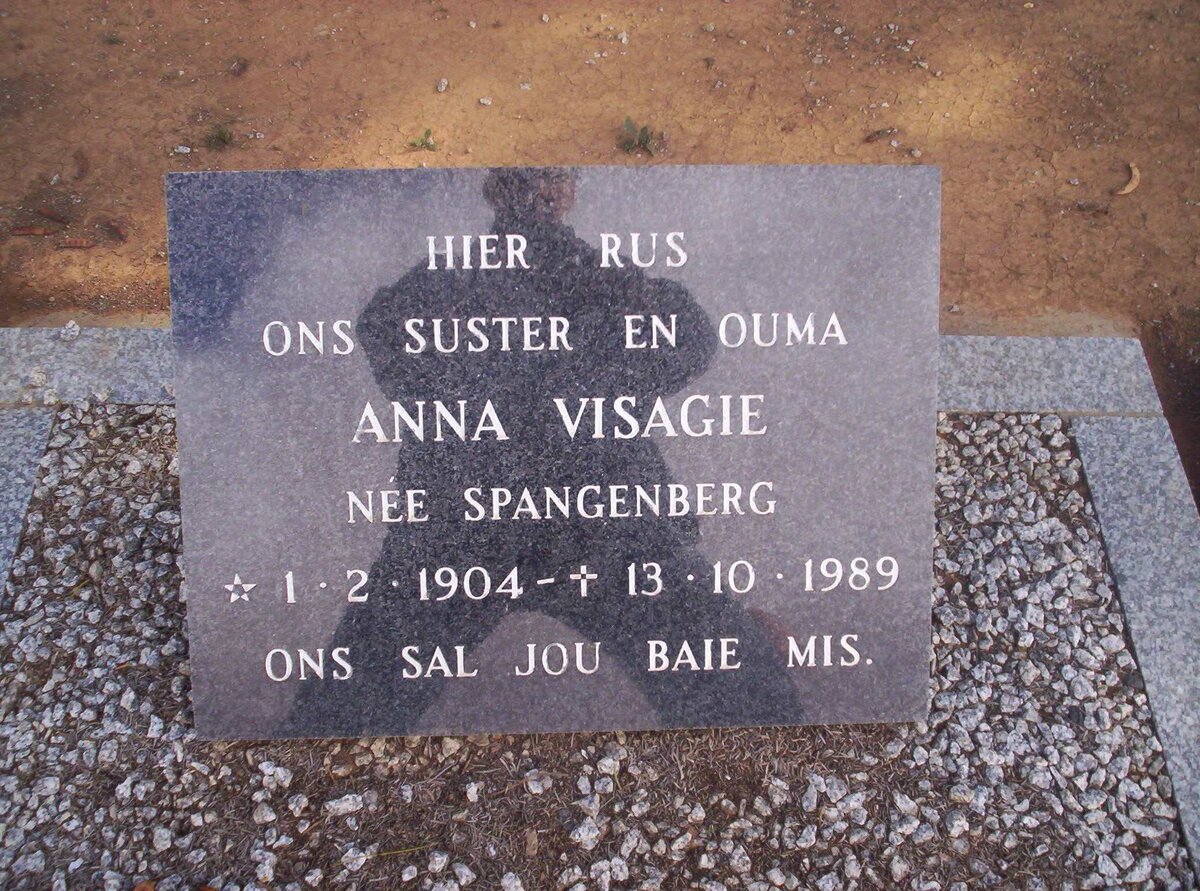 HIER RUS
ONS SUSTER EN OUMA
ANNA VISAGIE
NÉE SPANGENBERG
☆ 1 · 2 · 1904 - ✝ 13 · 10 · 1989
ONS SAL JOU BAIE MIS.